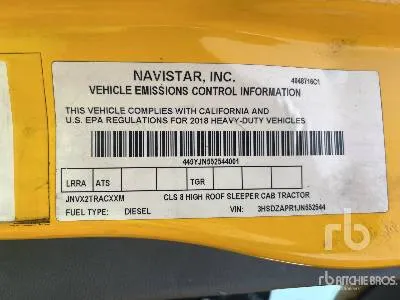 NAVISTAR, INC.
4048716C1
VEHICLE EMISSIONS CONTROL INFORMATION
THIS VEHICLE COMPLIES WITH CALIFORNIA AND
U.S. EPA REGULATIONS FOR 2018 HEAVY-DUTY VEHICLES
449YJN552544001
LRRA ATS TGR
JNVX2TRACXXM CLS 8 HIGH ROOF SLEEPER CAB TRACTOR
FUEL TYPE: DIESEL VIN: 3HSDZAPR1JN552544
rb
RITCHIE BROS.